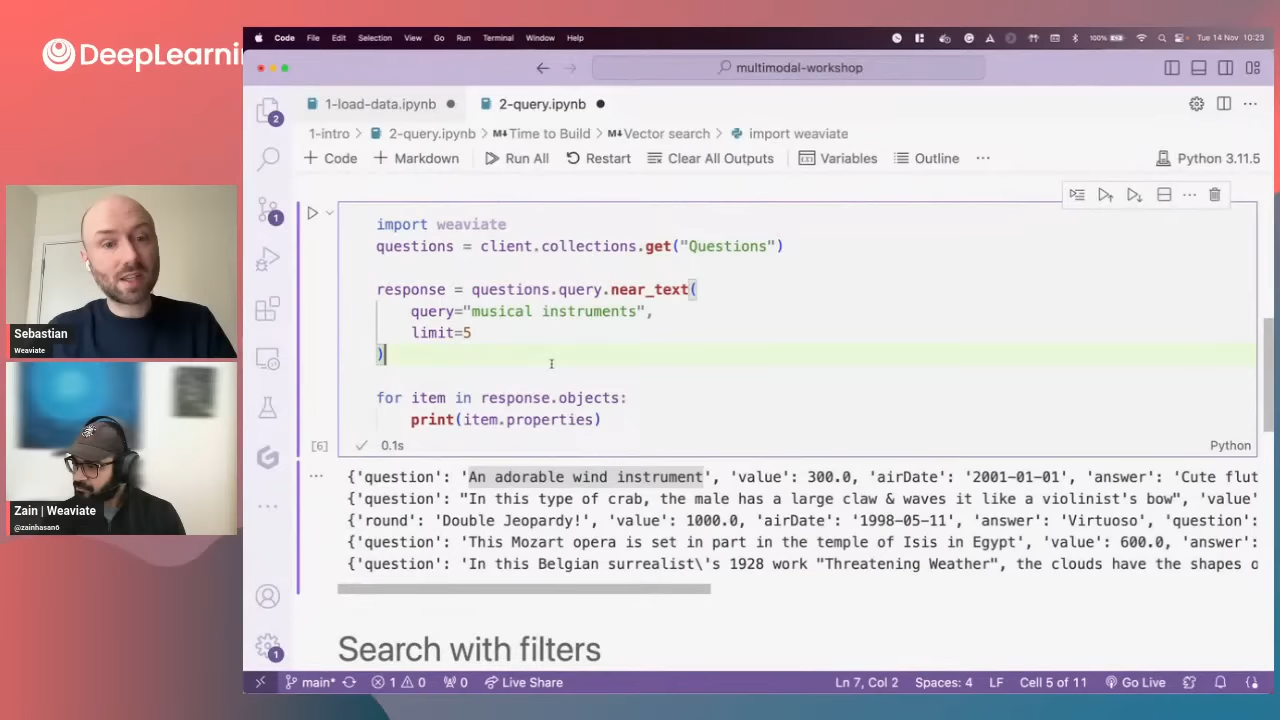 DeepLearni
Code File Edit Selection View Go Run Terminal Window Help 100% Tue 14 Nov 10:23
multimodal-workshop
1-load-data.ipynb 2-query.ipynb
1-intro > 2-query.ipynb > M↓Time to Build > M↓Vector search > import weaviate
+ Code + Markdown Run All Restart Clear All Outputs Variables Outline ... Python 3.11.5
import weaviate
questions = client.collections.get("Questions")
response = questions.query.near_text(
query="musical instruments",
limit=5
)
for item in response.objects:
print(item.properties)
[6] 0.1s Python
{'question': 'An adorable wind instrument', 'value': 300.0, 'airDate': '2001-01-01', 'answer': 'Cute flut
{'question': "In this type of crab, the male has a large claw & waves it like a violinist's bow", 'value'
{'round': 'Double Jeopardy!', 'value': 1000.0, 'airDate': '1998-05-11', 'answer': 'Virtuoso', 'question':
{'question': 'This Mozart opera is set in part in the temple of Isis in Egypt', 'value': 600.0, 'answer':
{'question': 'In this Belgian surrealist\'s 1928 work "Threatening Weather", the clouds have the shapes o
Search with filters
main* 1 0 0 Live Share Ln 7, Col 2 Spaces: 4 LF Cell 5 of 11 Go Live
2
1
1
Sebastian
Weaviate
Zain | Weaviate
@zainhasan6